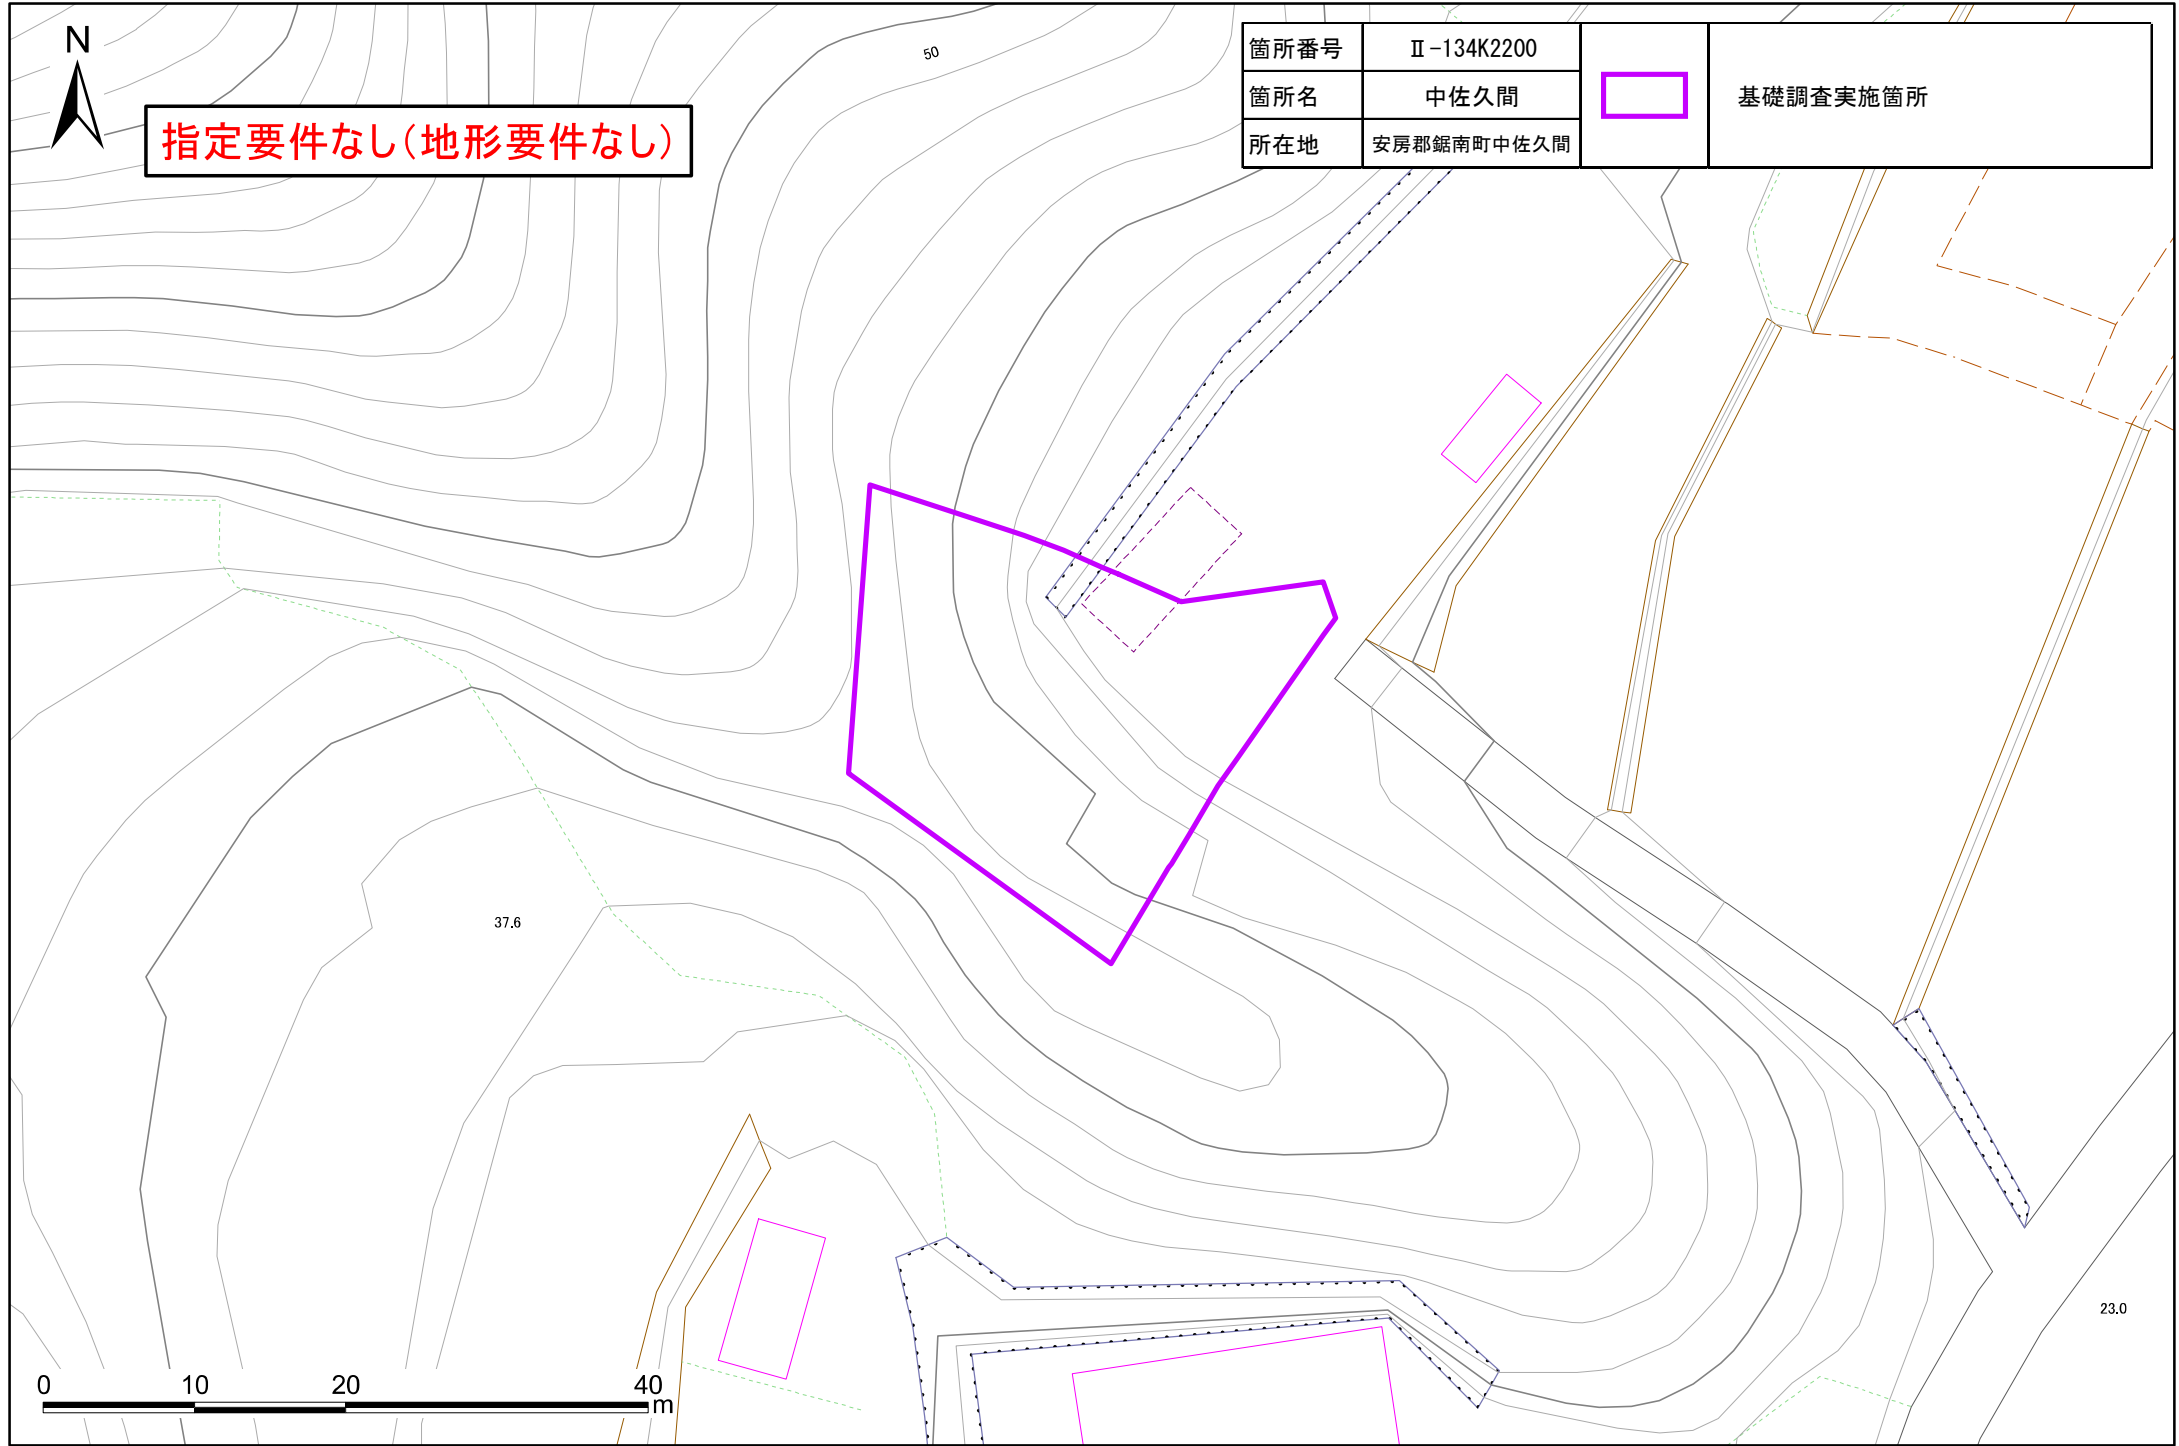 N
50
指定要件なし(地形要件なし)
箇所番号 Ⅱ-134K2200
箇所名 中佐久間
所在地 安房郡鋸南町中佐久間
基礎調査実施箇所
37.6
23.0
0 10 20 40
m